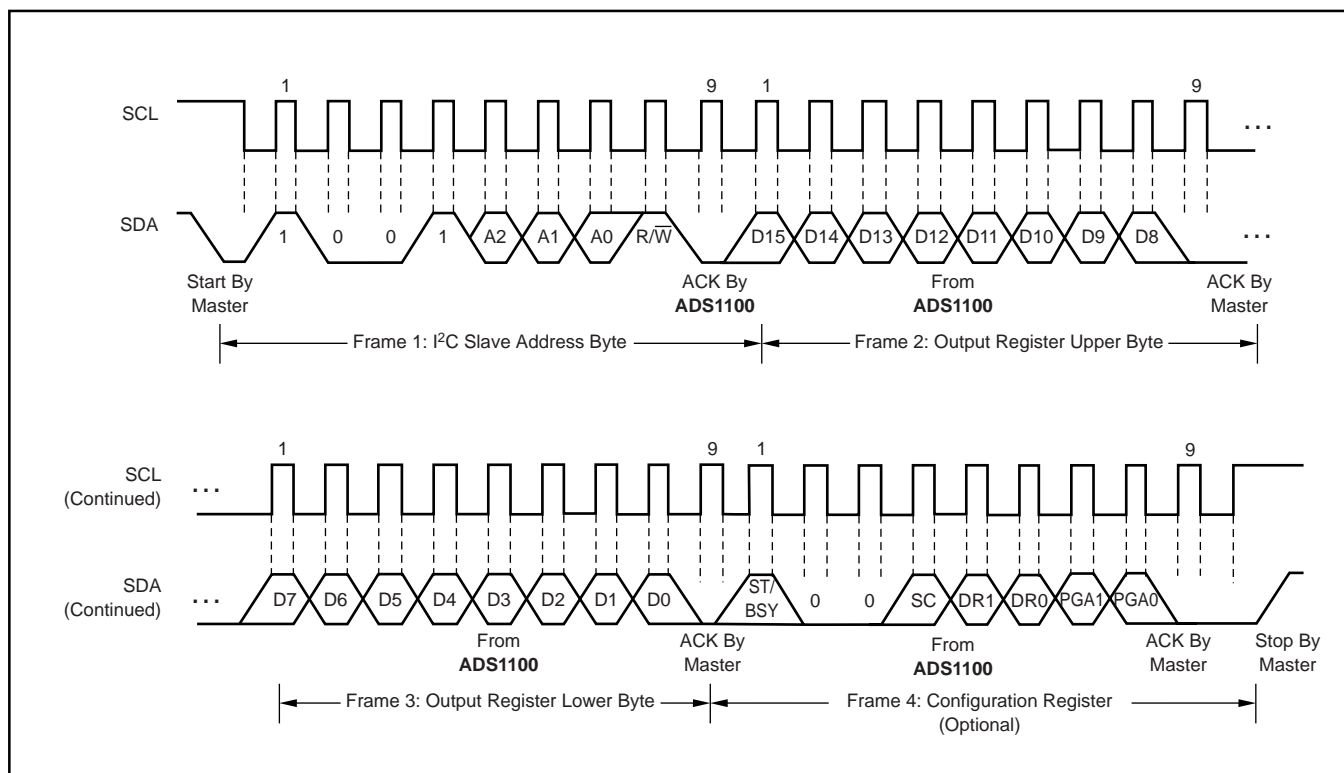 1 9 1 9
SCL ...
SDA 1 0 0 1 A2 A1 A0 R/W̅ D15 D14 D13 D12 D11 D10 D9 D8 ...
Start By
Master
ACK By
ADS1100
From
ADS1100
ACK By
Master
Frame 1: I²C Slave Address Byte
Frame 2: Output Register Upper Byte
1 9 1 9
SCL
(Continued)
...
SDA
(Continued)
... D7 D6 D5 D4 D3 D2 D1 D0 ST/
BSY
0 0 SC DR1 DR0 PGA1 PGA0
From
ADS1100
ACK By
Master
From
ADS1100
ACK By
Master
Stop By
Master
Frame 3: Output Register Lower Byte
Frame 4: Configuration Register
(Optional)